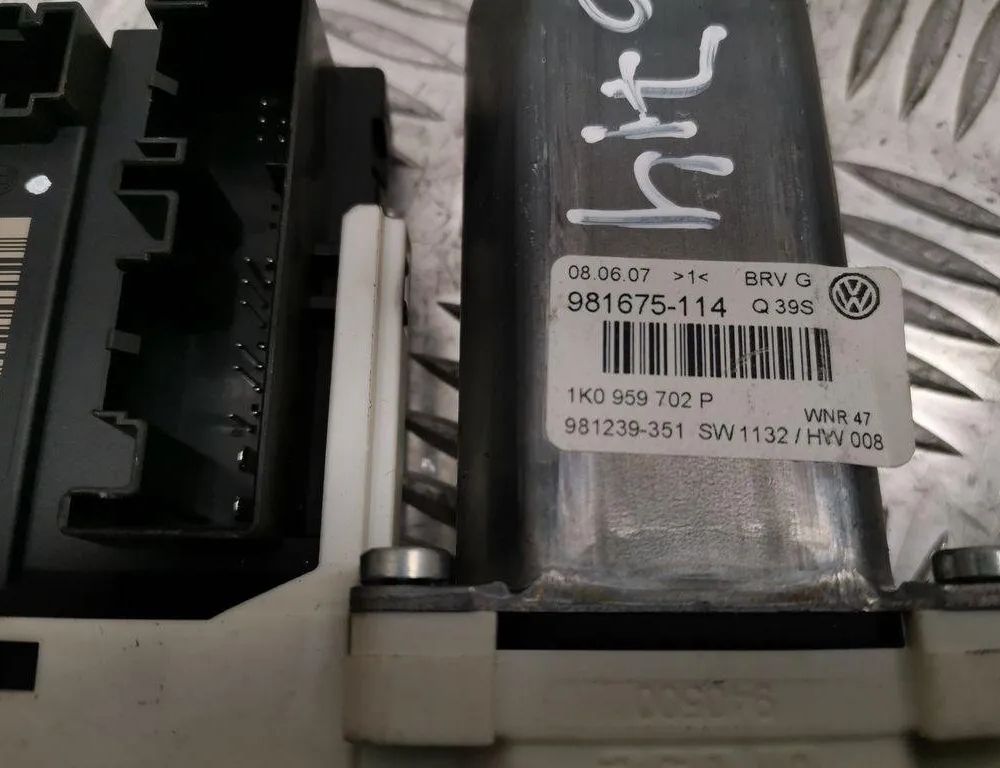 08.06.07 >1< BRV G
981675-114 Q 39S
1K0 959 702 P
WNR 47
981239-351 SW 1132 / HW 008